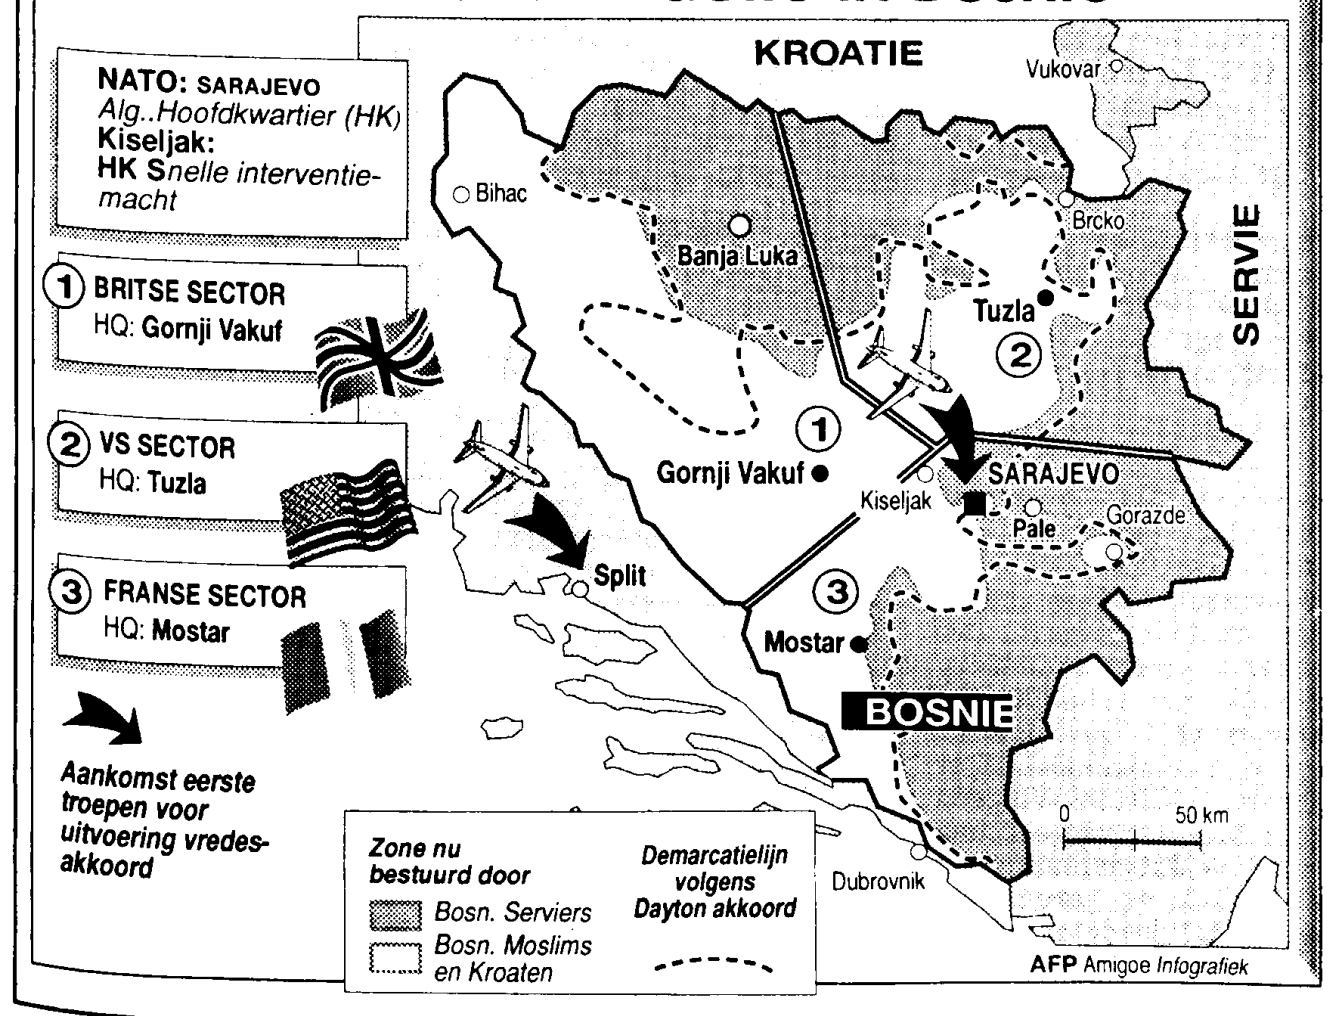 KROATIE
Vukovar
NATO: SARAJEVO
Alg..Hoofdkwartier (HK)
Kiseljak:
HK Snelle interventie-
macht
1 BRITSE SECTOR
HQ: Gornji Vakuf
2 VS SECTOR
HQ: Tuzla
3 FRANSE SECTOR
HQ: Mostar
Aankomst eerste
troepen voor
uitvoering vredes-
akkoord
Bihac
Banja Luka
Brcko
SERVIE
Tuzla
2
1
Gornji Vakuf
Kiseljak
SARAJEVO
Pale
Gorazde
Split
3
Mostar
BOSNIE
0 50 km
Dubrovnik
Zone nu
bestuurd door
Bosn. Serviers
Bosn. Moslims
en Kroaten
Demarcatielijn
volgens
Dayton akkoord
AFP Amigoe Infografiek